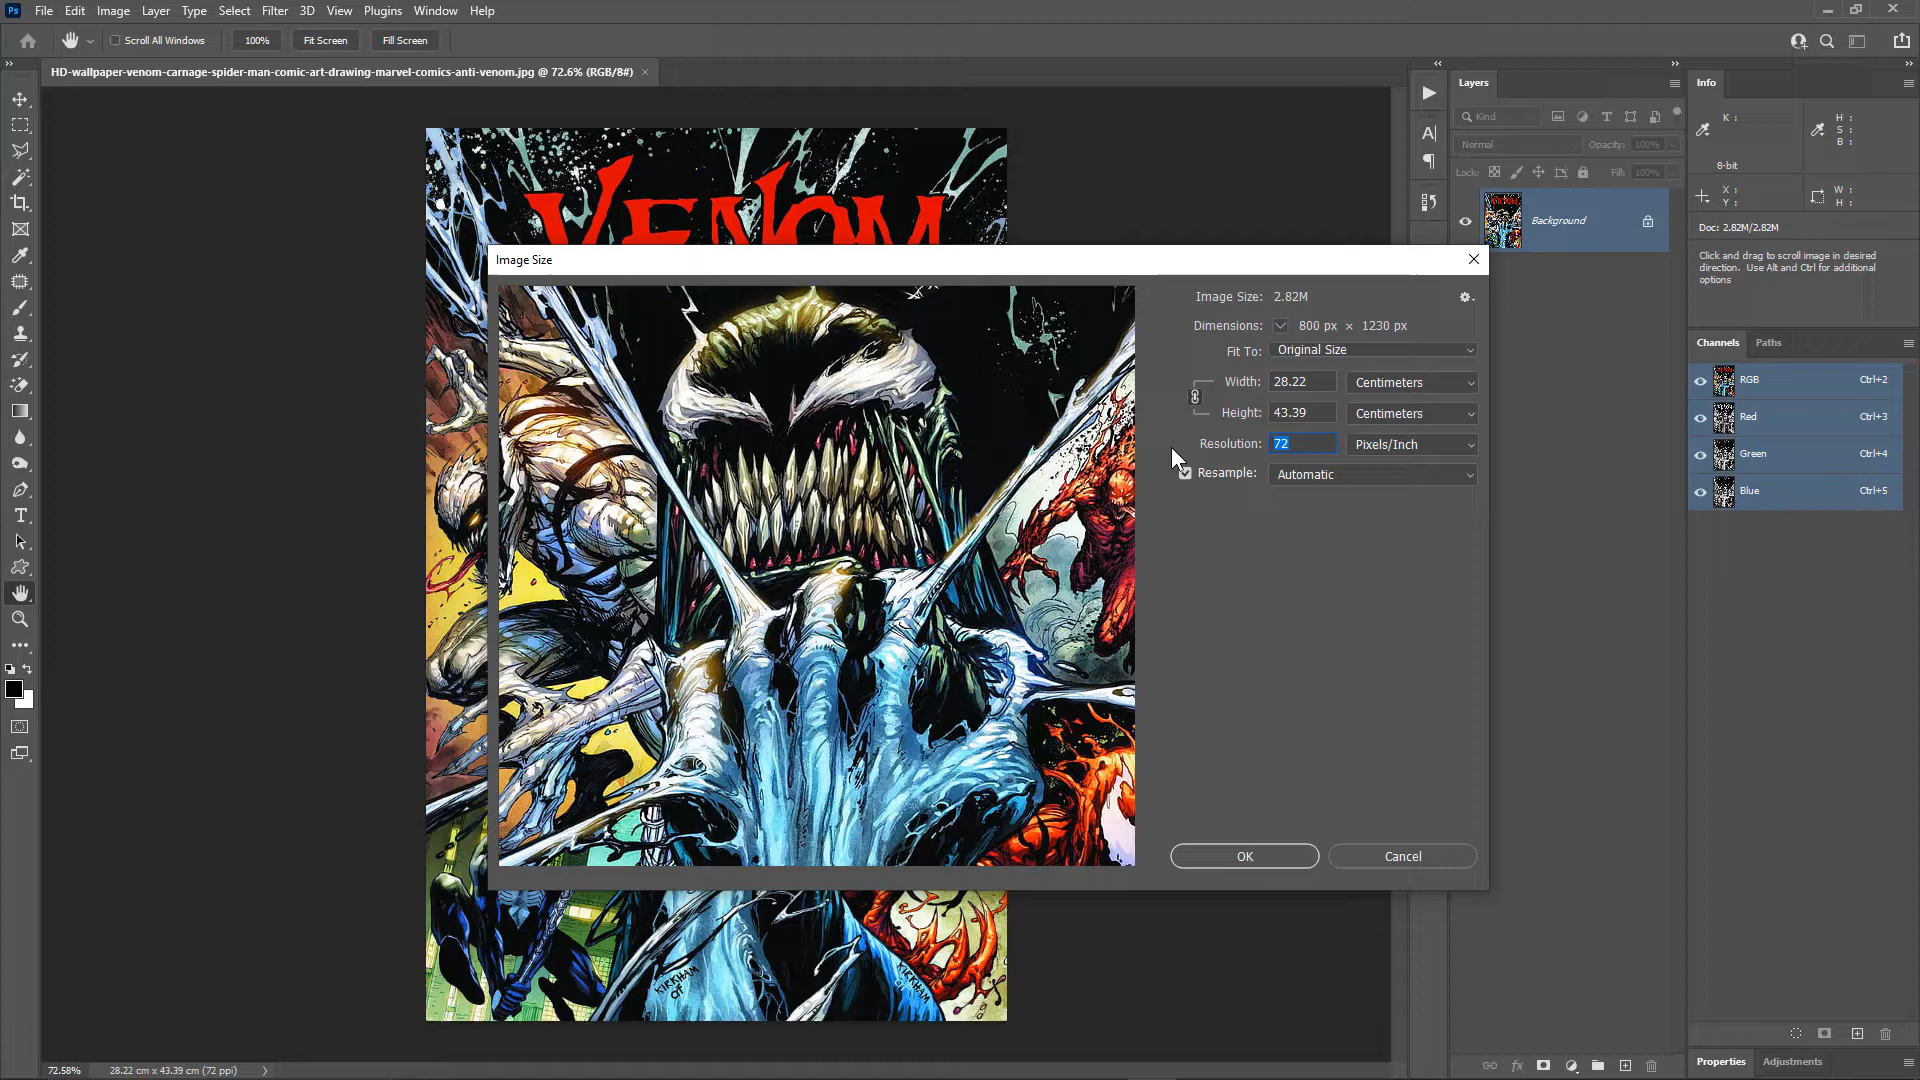 Ps File Edit Image Layer Type Select Filter 3D View Plugins Window Help
Scroll All Windows 100% Fit Screen Fill Screen
HD-wallpaper-venom-carnage-spider-man-comic-art-drawing-marvel-comics-anti-venom.jpg @ 72.6% (RGB/8#) ×
VENOM
Image Size
Image Size: 2.82M
Dimensions: 800 px × 1230 px
Fit To: Original Size
Width: 28.22 Centimeters
Height: 43.39 Centimeters
Resolution: 72 Pixels/Inch
Resample: Automatic
OK Cancel
KIRKHAM
KIRKHAM
72.58% 28.22 cm x 43.39 cm (72 ppi)
Layers
Kind
Normal Opacity: 100%
Lock: Fill: 100%
Background
Info
K :
H :
S :
B :
8-bit
X :
Y :
W :
H :
Doc: 2.82M/2.82M
Click and drag to scroll image in desired
direction. Use Alt and Ctrl for additional
options
Channels Paths
RGB Ctrl+2
Red Ctrl+3
Green Ctrl+4
Blue Ctrl+5
fx
Properties Adjustments